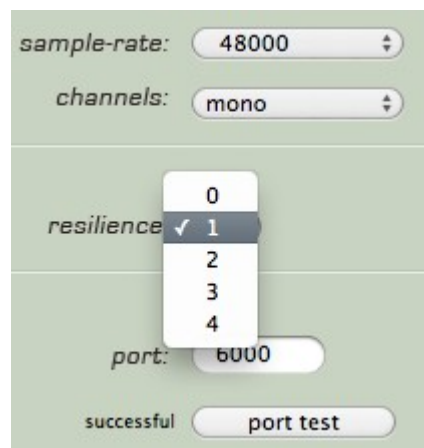 sample-rate: 48000
channels: mono
0
resilience ✓ 1
2
3
4
port: 6000
successful port test